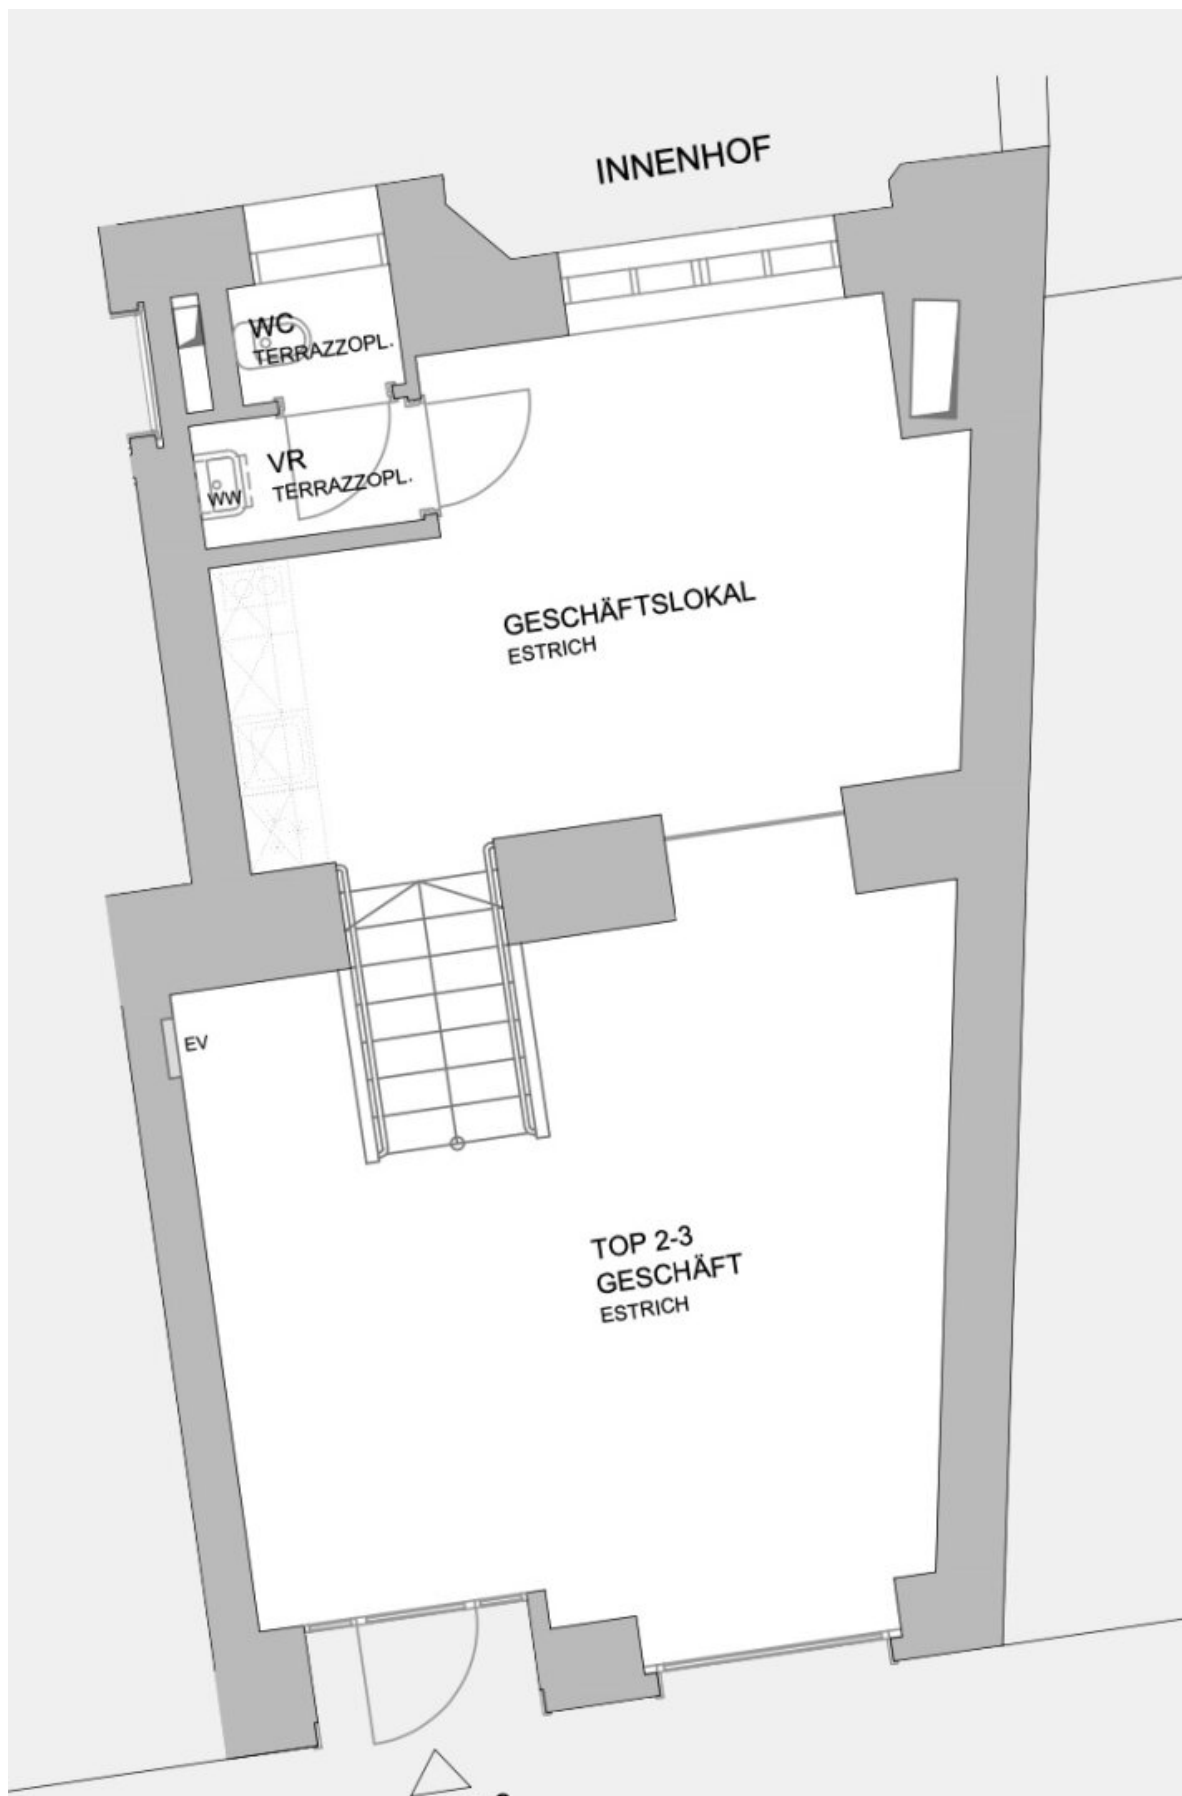 INNENHOF
WC
TERRAZZOPL.
VR
TERRAZZOPL.
WW
GESCHÄFTSLOKAL
ESTRICH
EV
TOP 2-3
GESCHÄFT
ESTRICH